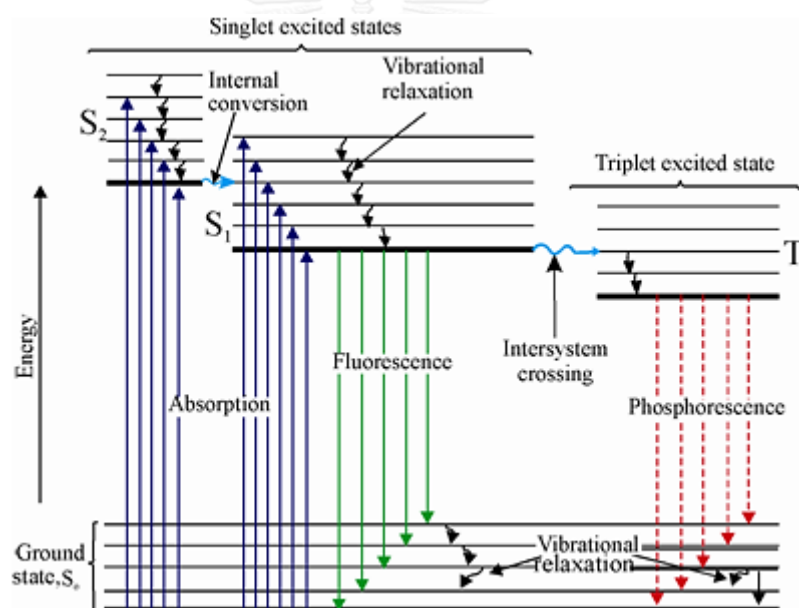 Singlet excited states
Internal
conversion
Vibrational
relaxation
S2
Triplet excited state
S1
T
Energy
Absorption
Fluorescence
Intersystem
crossing
Phosphorescence
Ground
state,So
Vibrational
relaxation